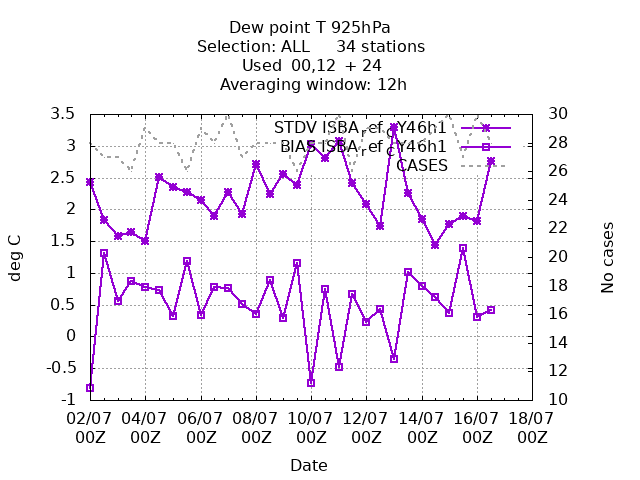 Dew point T 925hPa
Selection: ALL     34 stations
Used  00,12  + 24
Averaging window: 12h
3.5
3
2.5
2
1.5
1
0.5
0
-0.5
-1
deg C
STDV ISBA_ref_CY46h1
BIAS ISBA_ref_CY46h1
CASES
30
28
26
24
22
20
18
16
14
12
10
No cases
02/07 04/07 06/07 08/07 10/07 12/07 14/07 16/07 18/07
00Z 00Z 00Z 00Z 00Z 00Z 00Z 00Z 00Z
Date